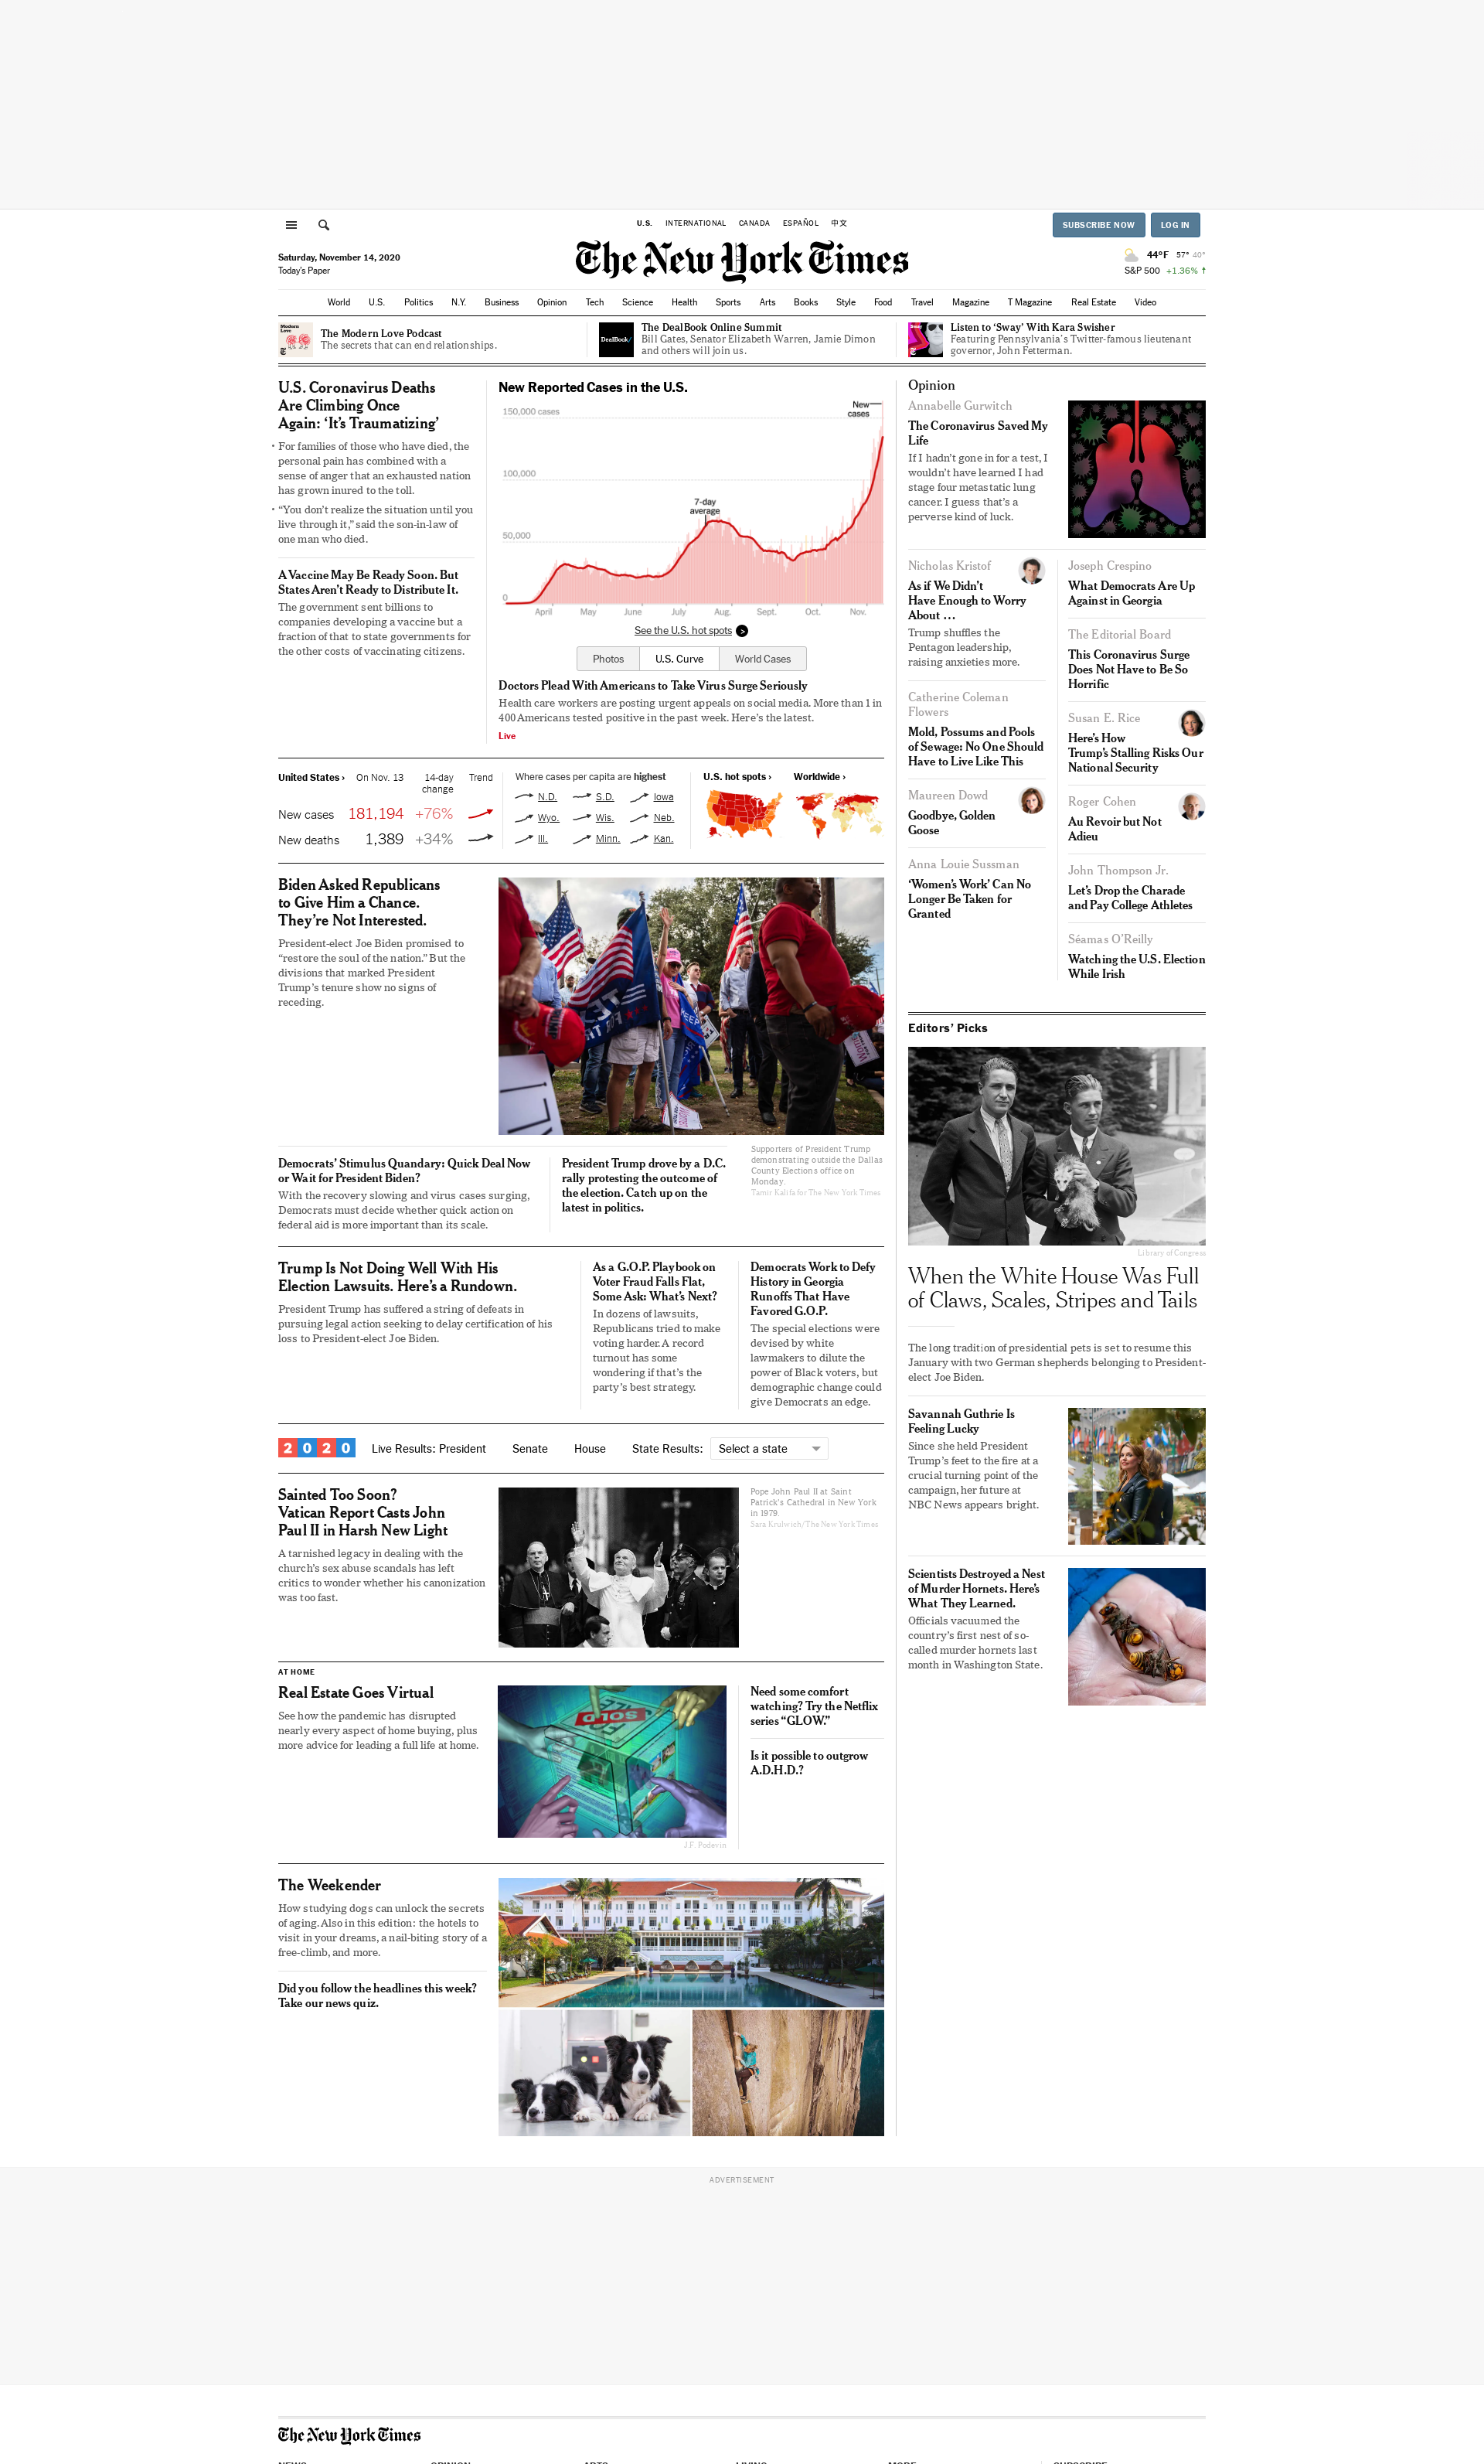 U.S.
INTERNATIONAL
CANADA
ESPAÑOL
中文
SUBSCRIBE NOW
LOG IN
Saturday, November 14, 2020
Today's Paper
The New York Times
44°F 57° 40°
S&P 500 +1.36% ↑
World U.S. Politics N.Y. Business Opinion Tech Science Health Sports Arts Books Style Food Travel Magazine T Magazine Real Estate Video
Modern
Love
The Modern Love Podcast
The secrets that can end relationships.
DealBook/
The DealBook Online Summit
Bill Gates, Senator Elizabeth Warren, Jamie Dimon
and others will join us.
Sway
Listen to ‘Sway’ With Kara Swisher
Featuring Pennsylvania’s Twitter-famous lieutenant
governor, John Fetterman.
U.S. Coronavirus Deaths
Are Climbing Once
Again: ‘It’s Traumatizing’
• For families of those who have died, the
personal pain has combined with a
sense of anger that an exhausted nation
has grown inured to the toll.
• “You don’t realize the situation until you
live through it,” said the son-in-law of
one man who died.
A Vaccine May Be Ready Soon. But
States Aren’t Ready to Distribute It.
The government sent billions to
companies developing a vaccine but a
fraction of that to state governments for
the other costs of vaccinating citizens.
New Reported Cases in the U.S.
150,000 cases
New
cases
100,000
7-day
average
50,000
0
April May June July Aug. Sept. Oct. Nov.
See the U.S. hot spots >
Photos U.S. Curve World Cases
Doctors Plead With Americans to Take Virus Surge Seriously
Health care workers are posting urgent appeals on social media. More than 1 in
400 Americans tested positive in the past week. Here’s the latest.
Live
United States › On Nov. 13 14-day
change Trend
New cases 181,194 +76%
New deaths 1,389 +34%
Where cases per capita are highest
N.D. S.D. Iowa
Wyo. Wis. Neb.
Ill. Minn. Kan.
U.S. hot spots › Worldwide ›
Biden Asked Republicans
to Give Him a Chance.
They’re Not Interested.
President-elect Joe Biden promised to
“restore the soul of the nation.” But the
divisions that marked President
Trump’s tenure show no signs of
receding.
Supporters of President Trump
demonstrating outside the Dallas
County Elections office on
Monday.
Tamir Kalifa for The New York Times
Democrats’ Stimulus Quandary: Quick Deal Now
or Wait for President Biden?
With the recovery slowing and virus cases surging,
Democrats must decide whether quick action on
federal aid is more important than its scale.
President Trump drove by a D.C.
rally protesting the outcome of
the election. Catch up on the
latest in politics.
Trump Is Not Doing Well With His
Election Lawsuits. Here’s a Rundown.
President Trump has suffered a string of defeats in
pursuing legal action seeking to delay certification of his
loss to President-elect Joe Biden.
As a G.O.P. Playbook on
Voter Fraud Falls Flat,
Some Ask: What’s Next?
In dozens of lawsuits,
Republicans tried to make
voting harder. A record
turnout has some
wondering if that’s the
party’s best strategy.
Democrats Work to Defy
History in Georgia
Runoffs That Have
Favored G.O.P.
The special elections were
devised by white
lawmakers to dilute the
power of Black voters, but
demographic change could
give Democrats an edge.
2020 Live Results: President Senate House State Results: Select a state
Sainted Too Soon?
Vatican Report Casts John
Paul II in Harsh New Light
A tarnished legacy in dealing with the
church’s sex abuse scandals has left
critics to wonder whether his canonization
was too fast.
Pope John Paul II at Saint
Patrick’s Cathedral in New York
in 1979.
Sara Krulwich/The New York Times
AT HOME
Real Estate Goes Virtual
See how the pandemic has disrupted
nearly every aspect of home buying, plus
more advice for leading a full life at home.
SOLD
J.F. Podevin
Need some comfort
watching? Try the Netflix
series “GLOW.”
Is it possible to outgrow
A.D.H.D.?
The Weekender
How studying dogs can unlock the secrets
of aging. Also in this edition: the hotels to
visit in your dreams, a nail-biting story of a
free-climb, and more.
Did you follow the headlines this week?
Take our news quiz.
Opinion
Annabelle Gurwitch
The Coronavirus Saved My
Life
If I hadn’t gone in for a test, I
wouldn’t have learned I had
stage four metastatic lung
cancer. I guess that’s a
perverse kind of luck.
Nicholas Kristof
As if We Didn’t
Have Enough to Worry
About …
Trump shuffles the
Pentagon leadership,
raising anxieties more.
Catherine Coleman
Flowers
Mold, Possums and Pools
of Sewage: No One Should
Have to Live Like This
Maureen Dowd
Goodbye, Golden
Goose
Anna Louie Sussman
‘Women’s Work’ Can No
Longer Be Taken for
Granted
Joseph Crespino
What Democrats Are Up
Against in Georgia
The Editorial Board
This Coronavirus Surge
Does Not Have to Be So
Horrific
Susan E. Rice
Here’s How
Trump’s Stalling Risks Our
National Security
Roger Cohen
Au Revoir but Not
Adieu
John Thompson Jr.
Let’s Drop the Charade
and Pay College Athletes
Séamas O’Reilly
Watching the U.S. Election
While Irish
Editors’ Picks
Library of Congress
When the White House Was Full
of Claws, Scales, Stripes and Tails
The long tradition of presidential pets is set to resume this
January with two German shepherds belonging to President-
elect Joe Biden.
Savannah Guthrie Is
Feeling Lucky
Since she held President
Trump’s feet to the fire at a
crucial turning point of the
campaign, her future at
NBC News appears bright.
Scientists Destroyed a Nest
of Murder Hornets. Here’s
What They Learned.
Officials vacuumed the
country’s first nest of so-
called murder hornets last
month in Washington State.
ADVERTISEMENT
The New York Times
NEWS OPINION ARTS LIVING MORE SUBSCRIBE